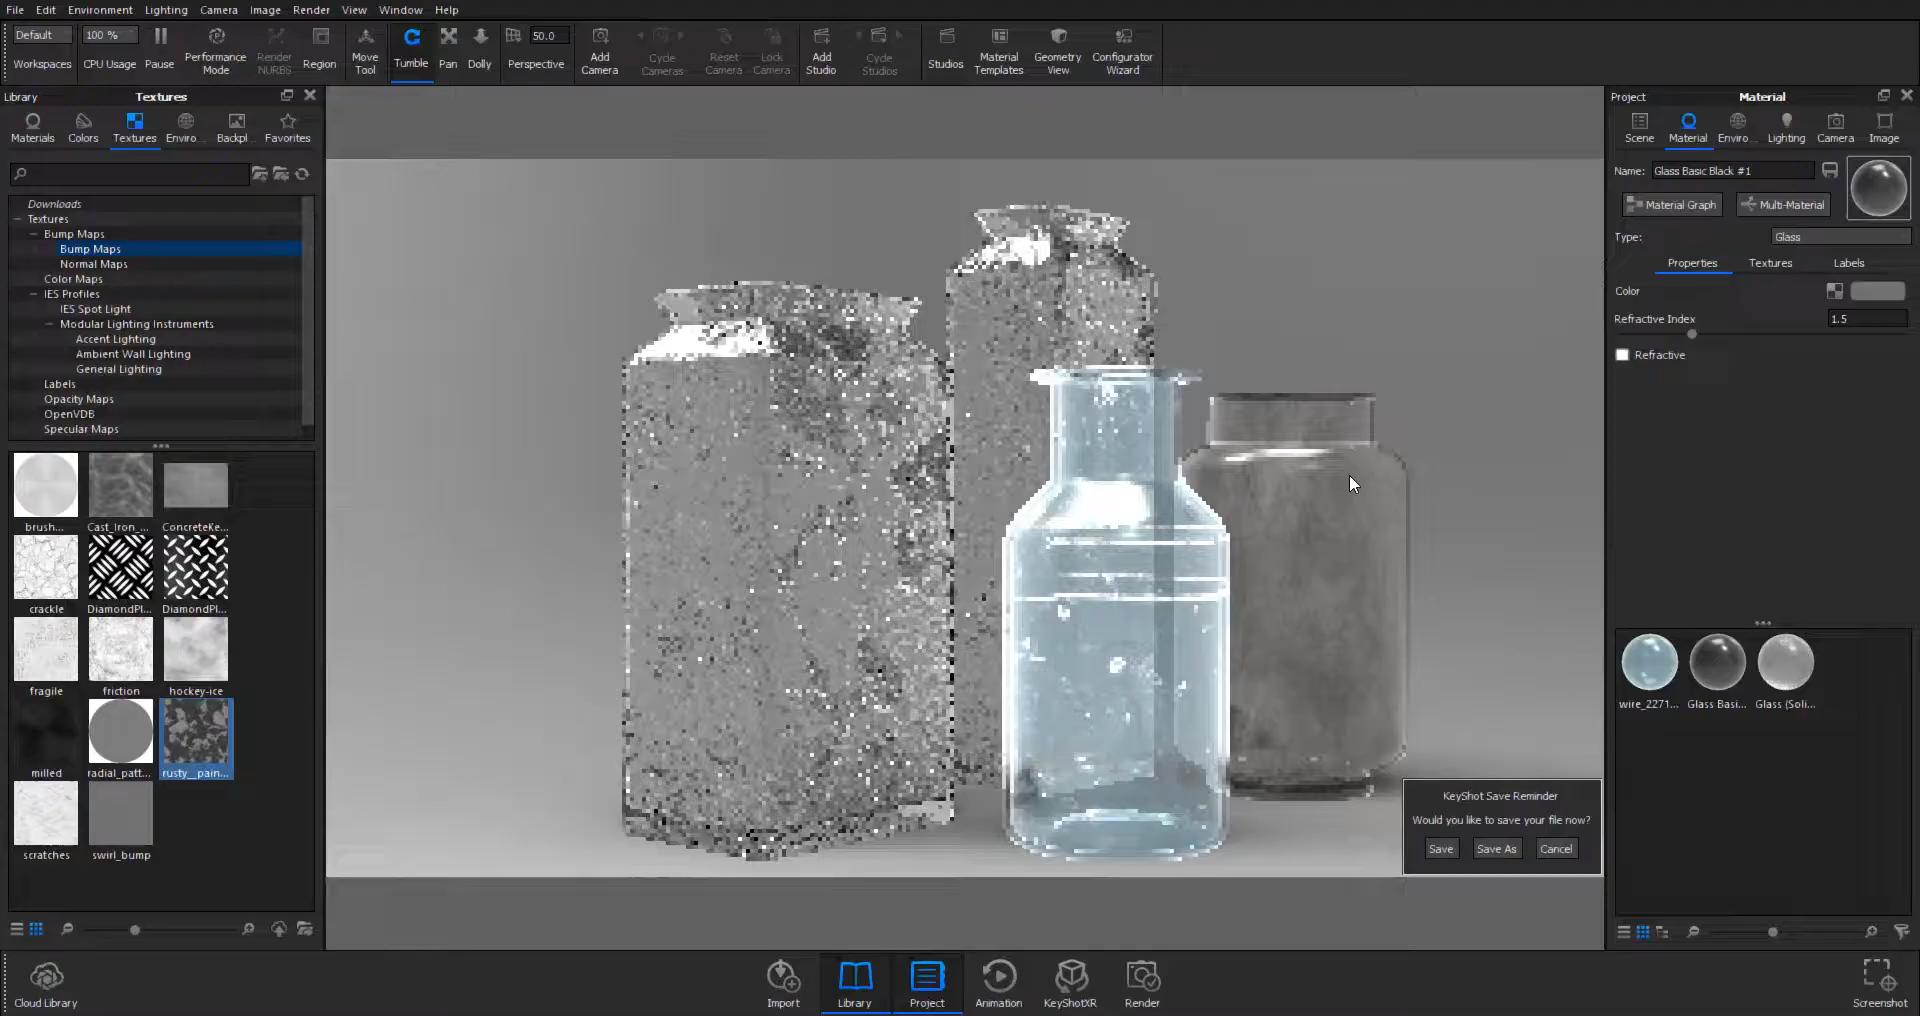 File Edit Environment Lighting Camera Image Render View Window Help
Default 100 % 50.0
Workspaces CPU Usage Pause Performance Mode Render NURBS Region Move Tool Tumble Pan Dolly Perspective Add Camera Cycle Cameras Reset Camera Lock Camera Add Studio Cycle Studios Studios Material Templates Geometry View Configurator Wizard
Library Textures
Materials Colors Textures Enviro... Backpl... Favorites
Downloads
Textures
Bump Maps
Bump Maps
Normal Maps
Color Maps
IES Profiles
IES Spot Light
Modular Lighting Instruments
Accent Lighting
Ambient Wall Lighting
General Lighting
Labels
Opacity Maps
OpenVDB
Specular Maps
brush... Cast_Iron_... ConcreteKe...
crackle DiamondPl... DiamondPl...
fragile friction hockey-ice
milled radial_patt... rusty__pain...
scratches swirl_bump
Project Material
Scene Material Enviro... Lighting Camera Image
Name: Glass Basic Black #1
Material Graph Multi-Material
Type: Glass
Properties Textures Labels
Color
Refractive Index 1.5
Refractive
wire_2271... Glass Basi... Glass (Soli...
KeyShot Save Reminder
Would you like to save your file now?
Save Save As Cancel
Cloud Library Import Library Project Animation KeyShotXR Render Screenshot